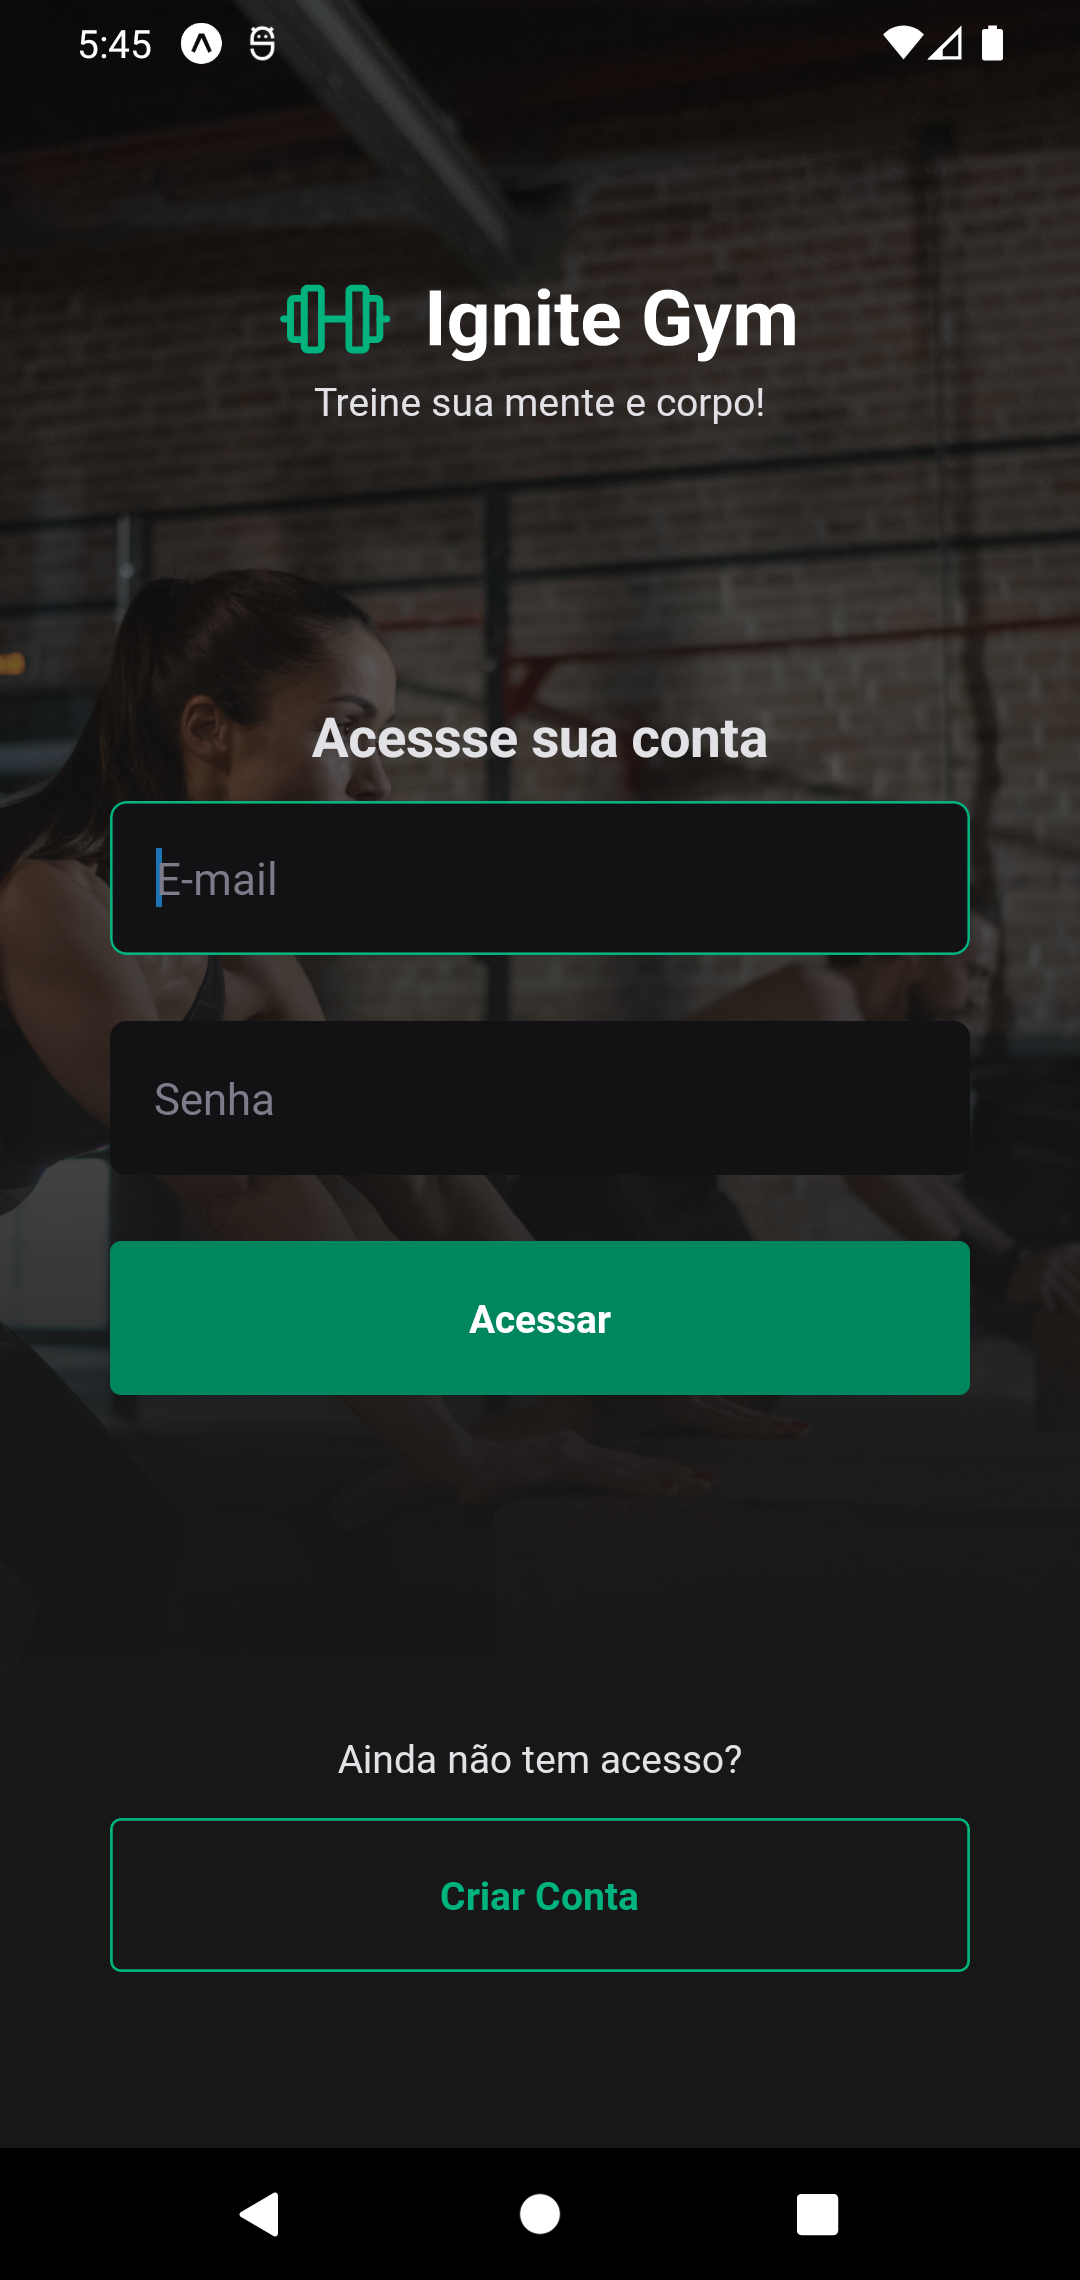 5:45
Ignite Gym
Treine sua mente e corpo!
Acessse sua conta
E-mail
Senha
Acessar
Ainda não tem acesso?
Criar Conta